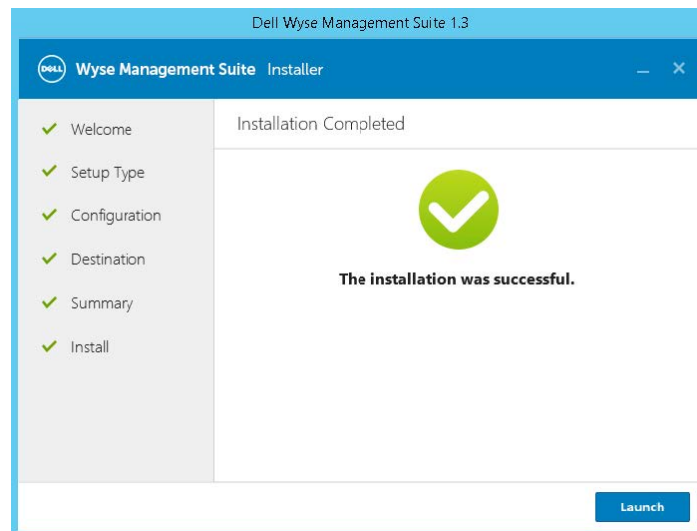 Dell Wyse Management Suite 1.3
DELL Wyse Management Suite Installer
Installation Completed
Welcome
Setup Type
Configuration
Destination
Summary
Install
The installation was successful.
Launch